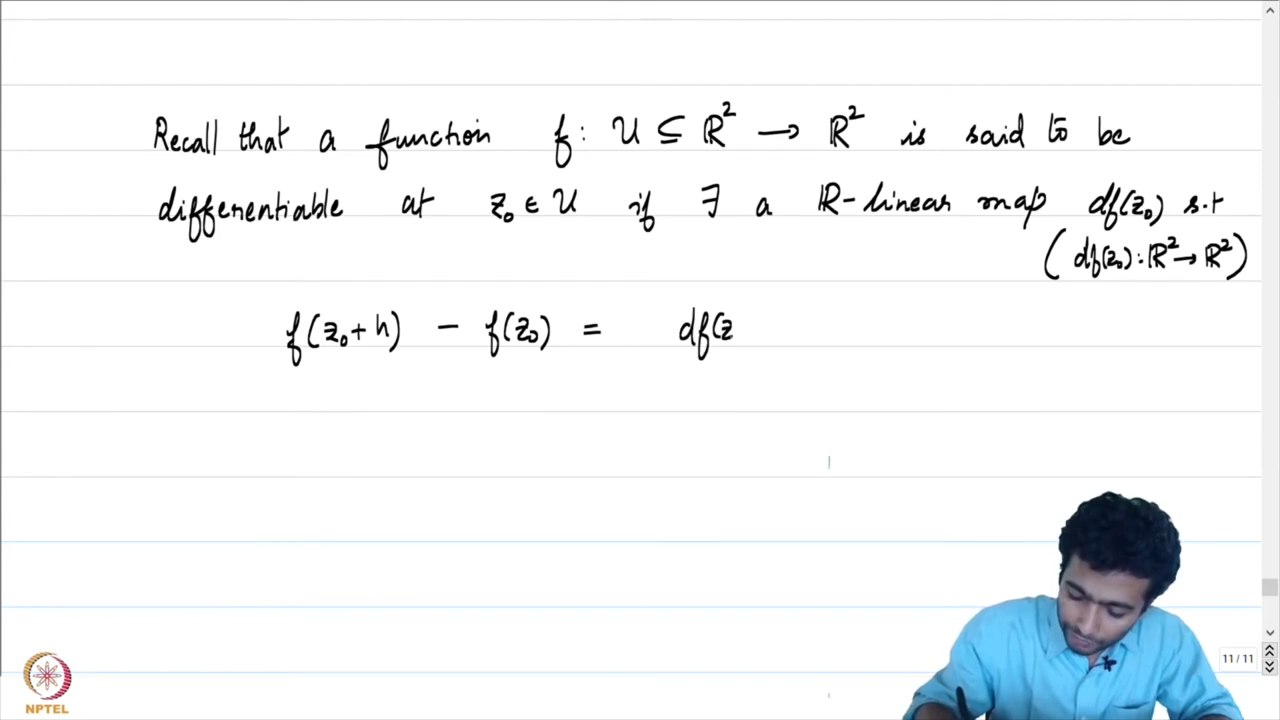 Recall that a function f: U ⊆ ℝ² → ℝ² is said to be
differentiable at z₀ ∈ U if ∃ a ℝ-linear map df(z₀) s.t
(df(z₀): ℝ² → ℝ²)
f(z₀+h) − f(z₀) = df(z
11/11
NPTEL